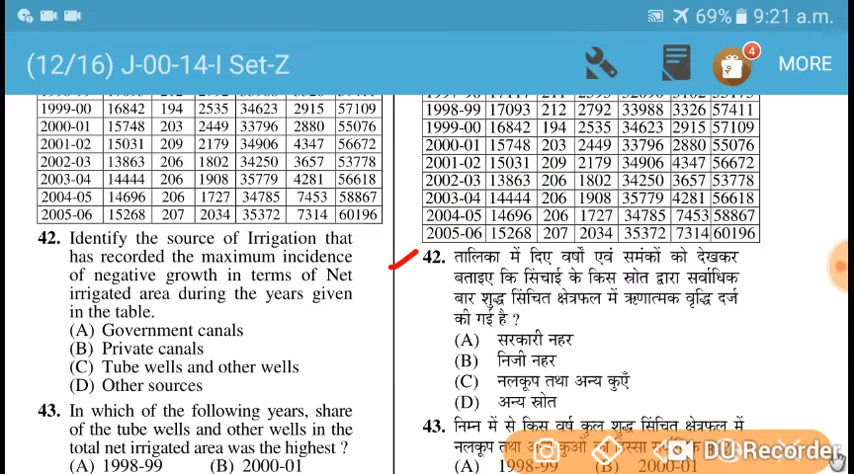 69% 9:21 a.m.
(12/16) J-00-14-I Set-Z
4
MORE
1999-00 16842 194 2535 34623 2915 57109
2000-01 15748 203 2449 33796 2880 55076
2001-02 15031 209 2179 34906 4347 56672
2002-03 13863 206 1802 34250 3657 53778
2003-04 14444 206 1908 35779 4281 56618
2004-05 14696 206 1727 34785 7453 58867
2005-06 15268 207 2034 35372 7314 60196
42. Identify the source of Irrigation that
has recorded the maximum incidence
of negative growth in terms of Net
irrigated area during the years given
in the table.
(A) Government canals
(B) Private canals
(C) Tube wells and other wells
(D) Other sources
43. In which of the following years, share
of the tube wells and other wells in the
total net irrigated area was the highest ?
(A) 1998-99 (B) 2000-01
1998-99 17093 212 2792 33988 3326 57411
1999-00 16842 194 2535 34623 2915 57109
2000-01 15748 203 2449 33796 2880 55076
2001-02 15031 209 2179 34906 4347 56672
2002-03 13863 206 1802 34250 3657 53778
2003-04 14444 206 1908 35779 4281 56618
2004-05 14696 206 1727 34785 7453 58867
2005-06 15268 207 2034 35372 7314 60196
42. तालिका में दिए वर्षों एवं समंकों को देखकर
बताइए कि सिंचाई के किस स्रोत द्वारा सर्वाधिक
बार शुद्ध सिंचित क्षेत्रफल में ऋणात्मक वृद्धि दर्ज
की गई है ?
(A) सरकारी नहर
(B) निजी नहर
(C) नलकूप तथा अन्य कुएँ
(D) अन्य स्रोत
43. निम्न में से किस वर्ष कुल शुद्ध सिंचित क्षेत्रफल में
नलकूप तथा
(A) 1998-99 (B) 2000-01
DU Recorder